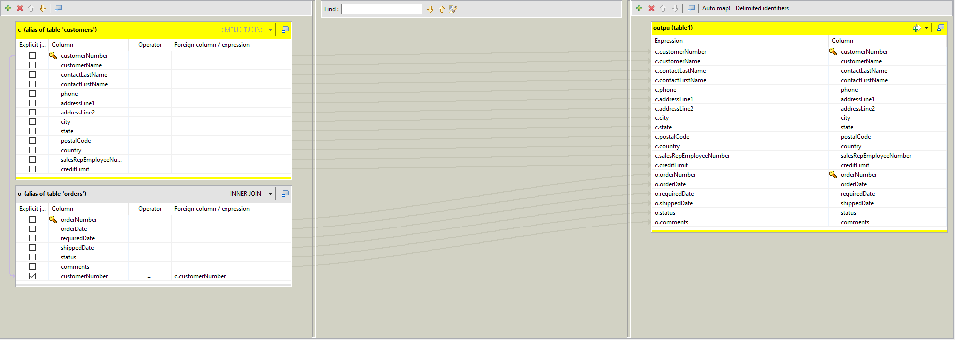 Find:
Auto map! Delimited identifiers
c (alias of table 'customers')
Explicit j... Column Operator Foreign column / expression
customerNumber
customerName
contactLastName
contactFirstName
phone
addressLine1
addressLine2
city
state
postalCode
country
salesRepEmployeeNu...
creditLimit
o (alias of table 'orders') INNER JOIN
Explicit j... Column Operator Foreign column / expression
orderNumber
orderDate
requiredDate
shippedDate
status
comments
customerNumber = c.customerNumber
outpu (table1)
Expression Column
c.customerNumber customerNumber
c.customerName customerName
c.contactLastName contactLastName
c.contactFirstName contactFirstName
c.phone phone
c.addressLine1 addressLine1
c.addressLine2 addressLine2
c.city city
c.state state
c.postalCode postalCode
c.country country
c.salesRepEmployeeNumber salesRepEmployeeNumber
c.creditLimit creditLimit
o.orderNumber orderNumber
o.orderDate orderDate
o.requiredDate requiredDate
o.shippedDate shippedDate
o.status status
o.comments comments